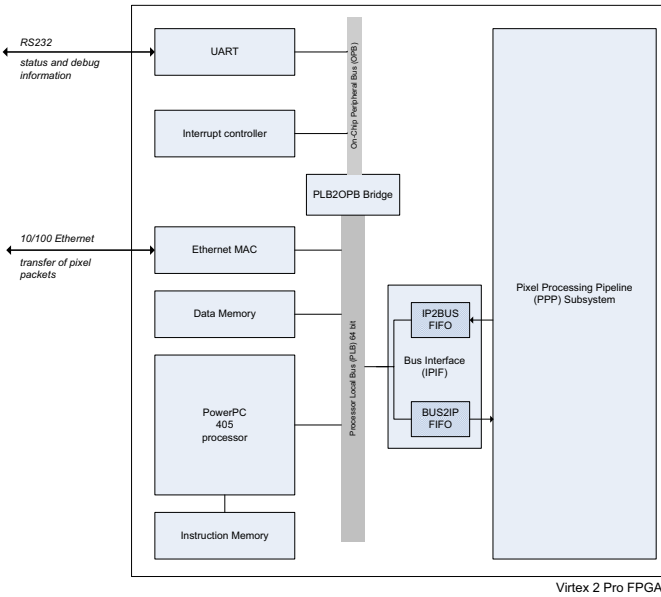 RS232
status and debug
information
UART
On-Chip Peripheral Bus (OPB)
Interrupt controller
PLB2OPB Bridge
10/100 Ethernet
transfer of pixel
packets
Ethernet MAC
Data Memory
Processor Local Bus (PLB) 64 bit
IP2BUS
FIFO
Bus Interface
(IPIF)
BUS2IP
FIFO
Pixel Processing Pipeline
(PPP) Subsystem
PowerPC
405
processor
Instruction Memory
Virtex 2 Pro FPGA